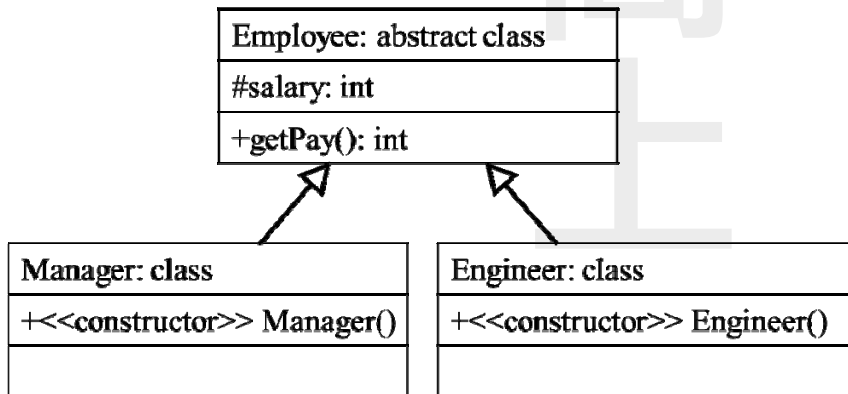 Employee: abstract class
#salary: int
+getPay(): int
Manager: class
+<<constructor>> Manager()
Engineer: class
+<<constructor>> Engineer()